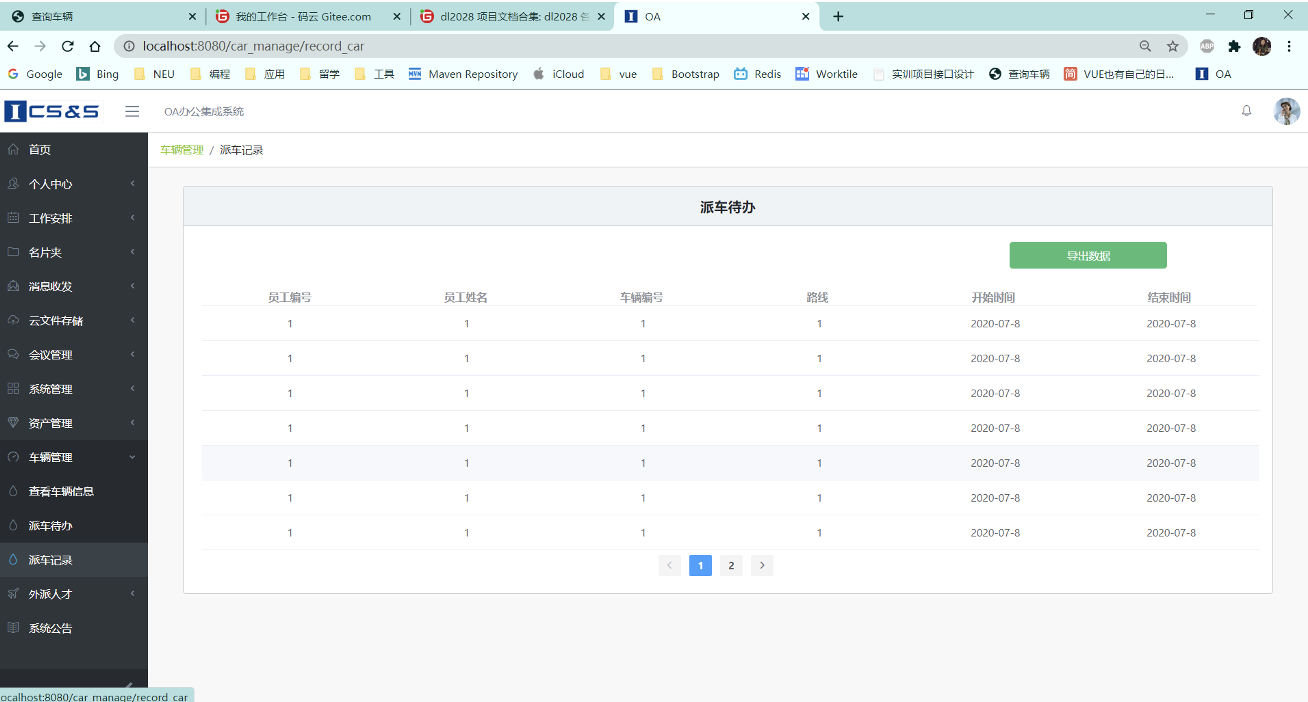 查询车辆
我的工作台 - 码云 Gitee.com
dl2028 项目文档合集: dl2028
OA
localhost:8080/car_manage/record_car
ABP
Google
Bing
NEU
编程
应用
留学
工具
MVN Maven Repository
iCloud
vue
Bootstrap
Redis
Worktile
实训项目接口设计
查询车辆
简 VUE也有自己的日...
OA
ICS&S
OA办公集成系统
首页
个人中心
工作安排
名片夹
消息收发
云文件存储
会议管理
系统管理
资产管理
车辆管理
查看车辆信息
派车待办
派车记录
外派人才
系统公告
车辆管理 / 派车记录
派车待办
导出数据
员工编号 员工姓名 车辆编号 路线 开始时间 结束时间
1 1 1 1 2020-07-8 2020-07-8
1 1 1 1 2020-07-8 2020-07-8
1 1 1 1 2020-07-8 2020-07-8
1 1 1 1 2020-07-8 2020-07-8
1 1 1 1 2020-07-8 2020-07-8
1 1 1 1 2020-07-8 2020-07-8
1 1 1 1 2020-07-8 2020-07-8
< 1 2 >
ocalhost:8080/car_manage/record_car